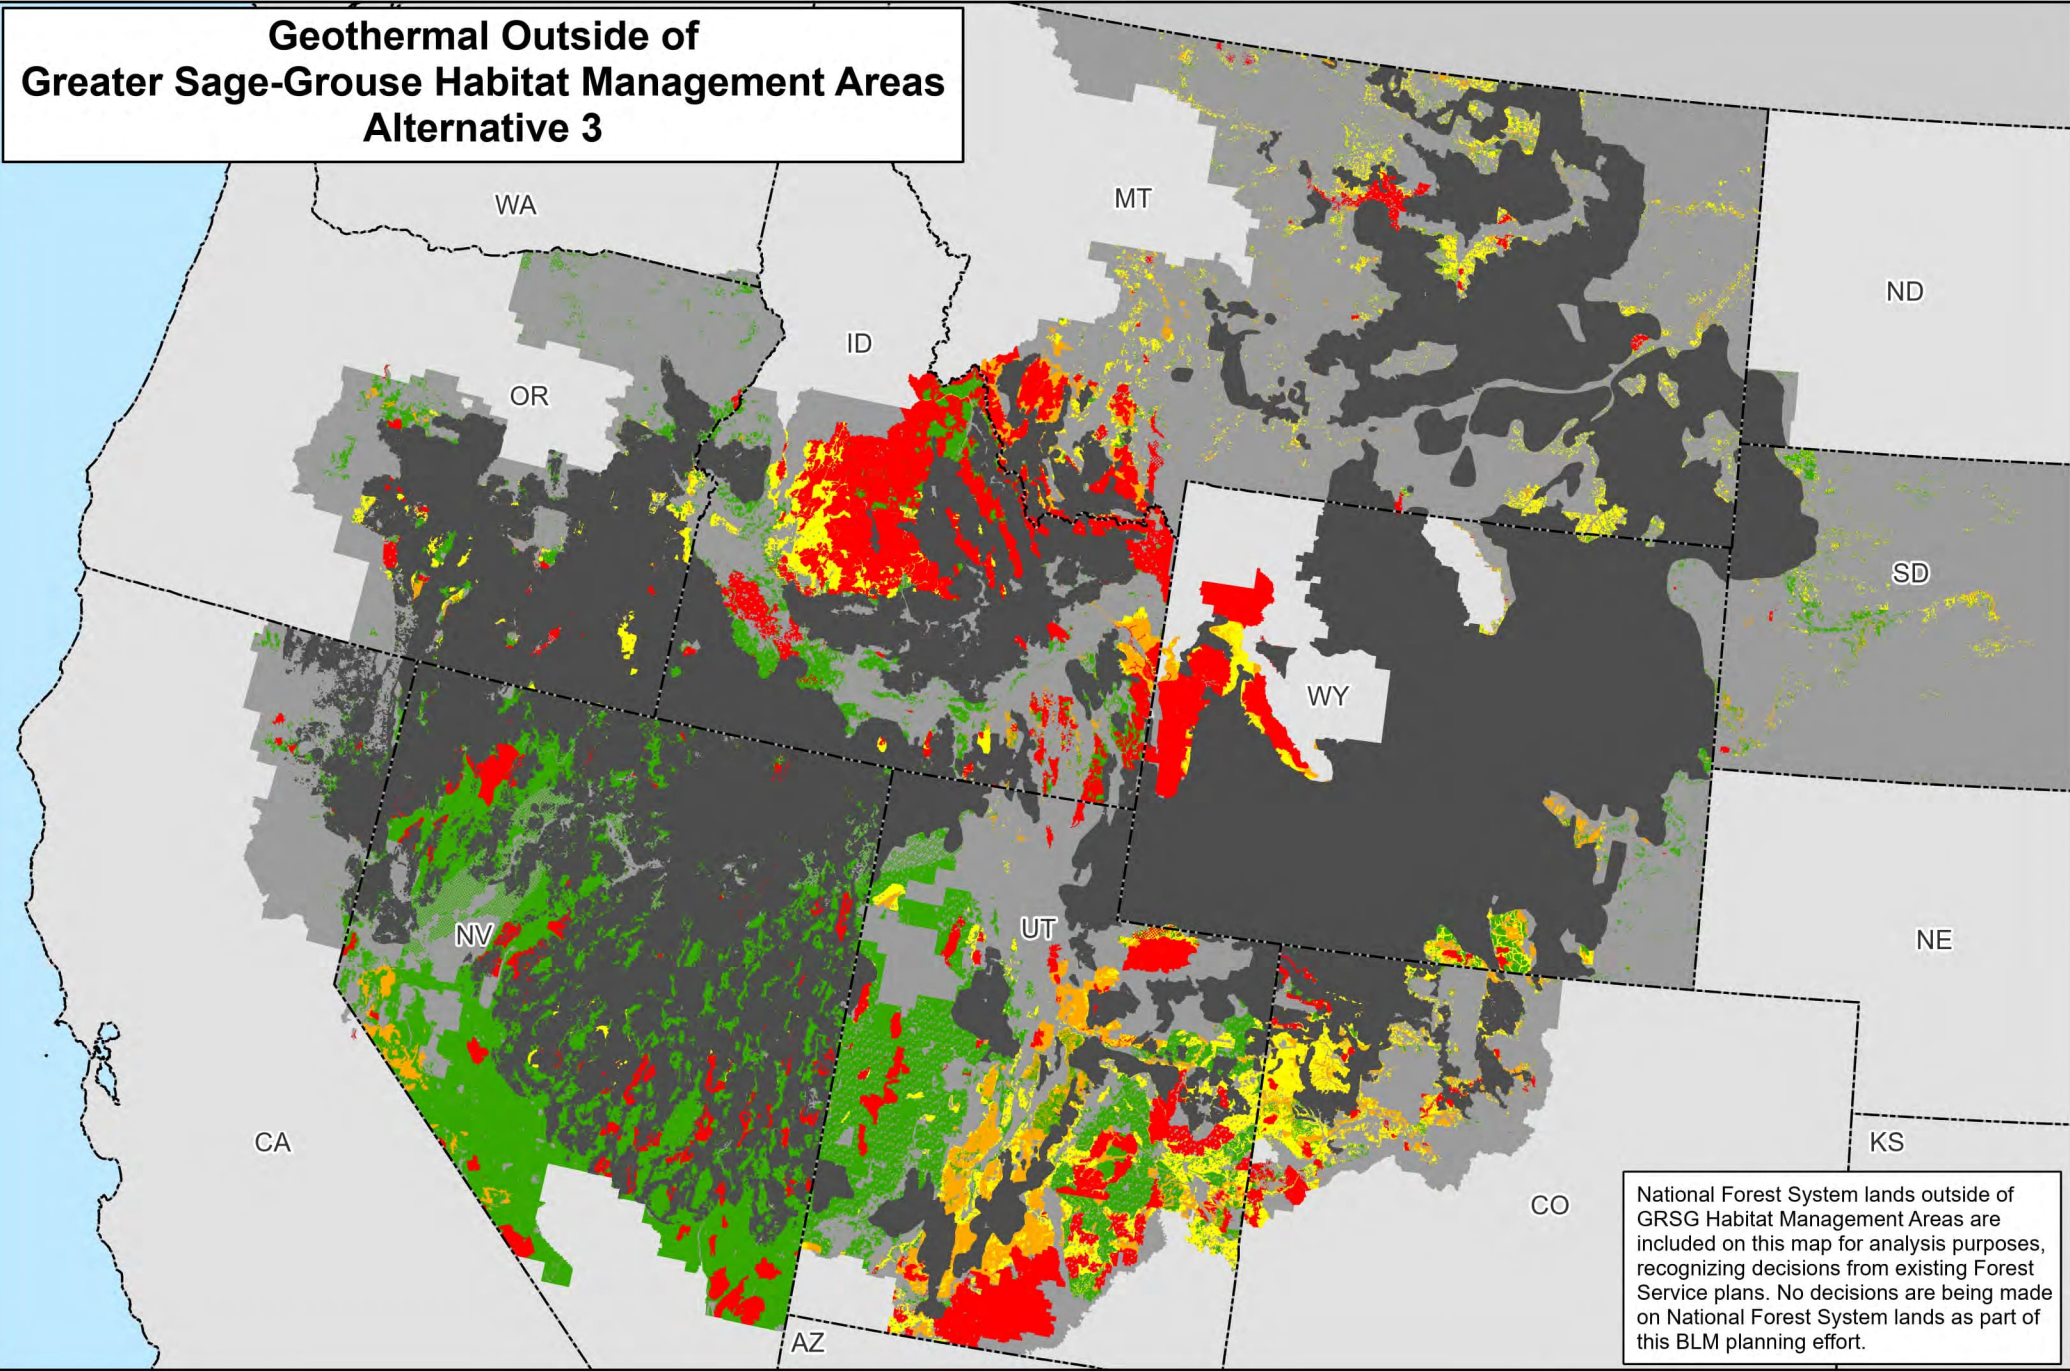 Geothermal Outside of
Greater Sage-Grouse Habitat Management Areas
Alternative 3
WA
MT
ND
ID
OR
SD
WY
NV
UT
NE
CA
KS
CO
AZ
National Forest System lands outside of
GRSG Habitat Management Areas are
included on this map for analysis purposes,
recognizing decisions from existing Forest
Service plans. No decisions are being made
on National Forest System lands as part of
this BLM planning effort.